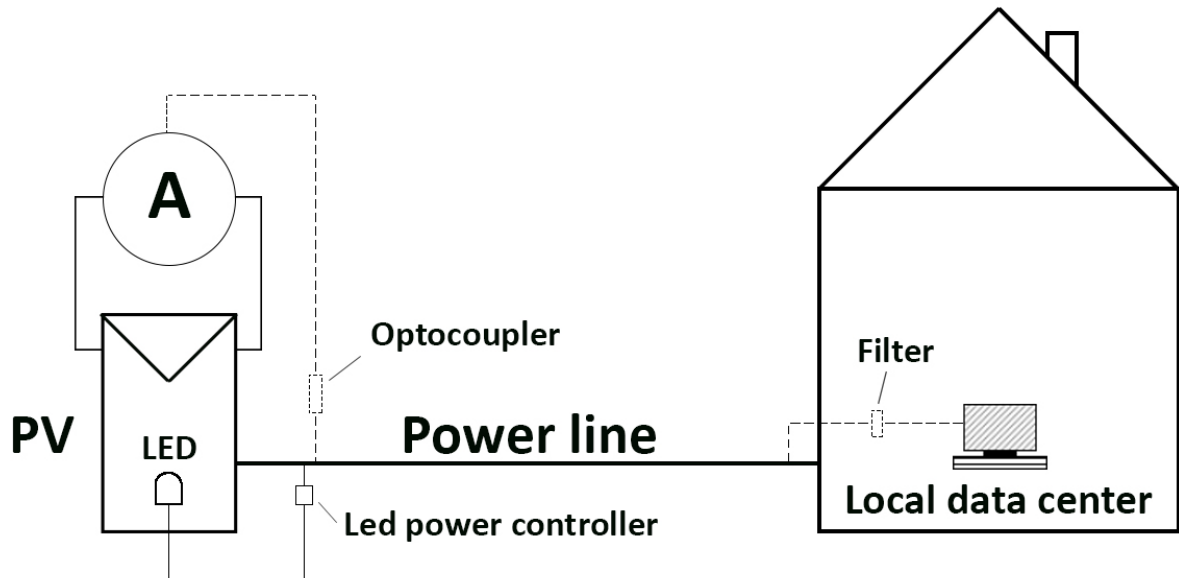 A
Optocoupler
Filter
PV
LED
Power line
Local data center
Led power controller